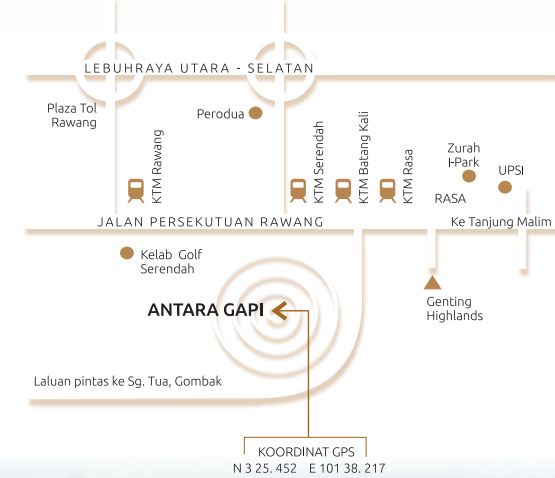 LEBUHRAYA UTARA - SELATAN
Plaza Tol
Rawang
Perodua
KTM Rawang
KTM Serendah
KTM Batang Kali
KTM Rasa
Zurah
I-Park
UPSI
RASA
JALAN PERSEKUTUAN RAWANG
Ke Tanjung Malim
Kelab Golf
Serendah
ANTARA GAPI
Genting
Highlands
Laluan pintas ke Sg. Tua, Gombak
KOORDINAT GPS
N 3 25. 452 E 101 38. 217